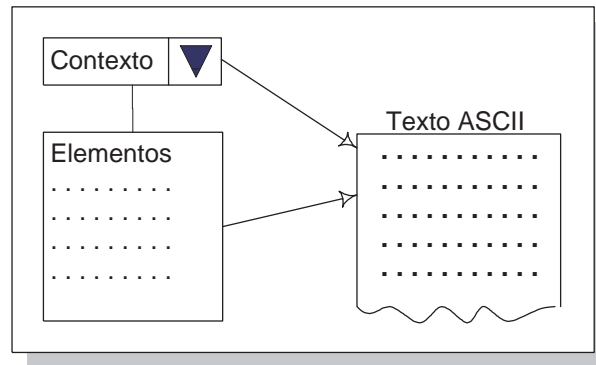 Contexto
Texto ASCII
Elementos
. . . . . . . . .
. . . . . . . . .
. . . . . . . . .
. . . . . . . . .
. . . . . . . . . . .
. . . . . . . . . . .
. . . . . . . . . . .
. . . . . . . . . . .
. . . . . . . . . . .